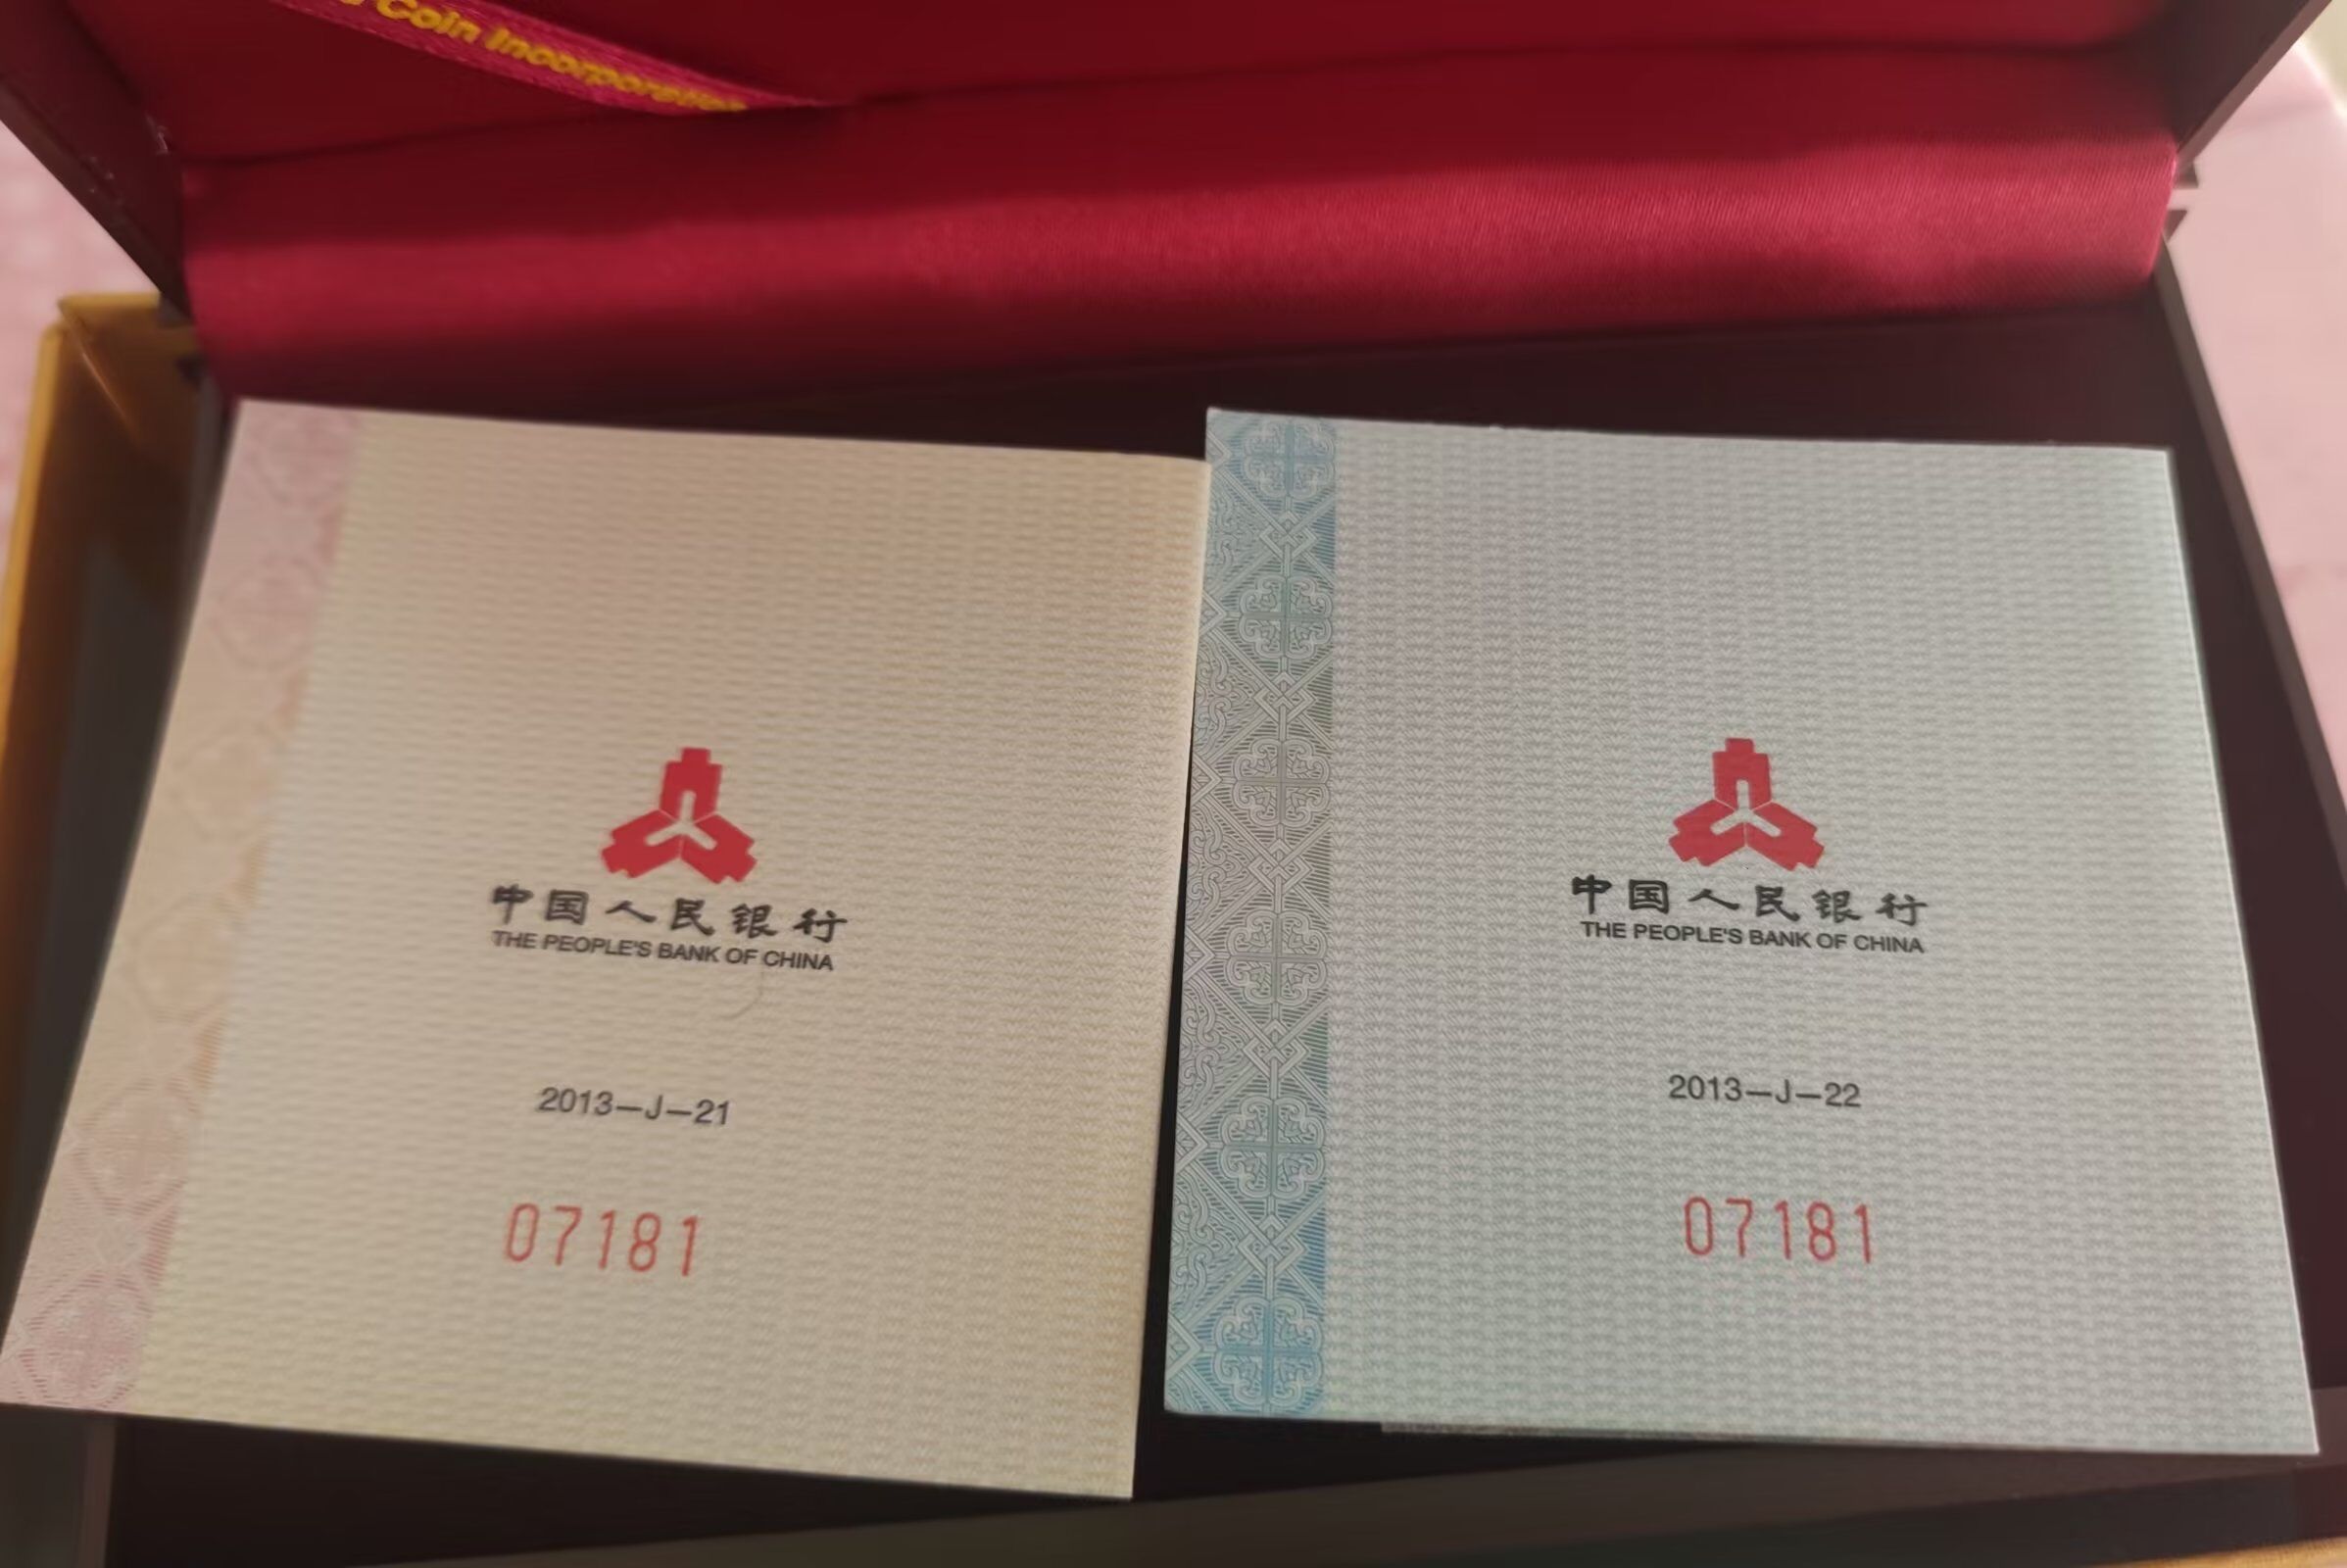 Coin Incorporation
中国人民银行
THE PEOPLE'S BANK OF CHINA
2013—J—21
07181
中国人民银行
THE PEOPLE'S BANK OF CHINA
2013—J—22
07181